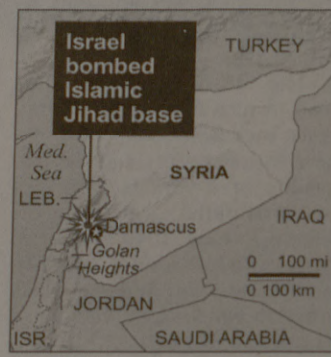 Israel
bombed
Islamic
Jihad base
TURKEY
Med.
Sea
SYRIA
LEB.
IRAQ
Damascus
Golan
Heights
0 100 mi
0 100 km
JORDAN
ISR.
SAUDI ARABIA